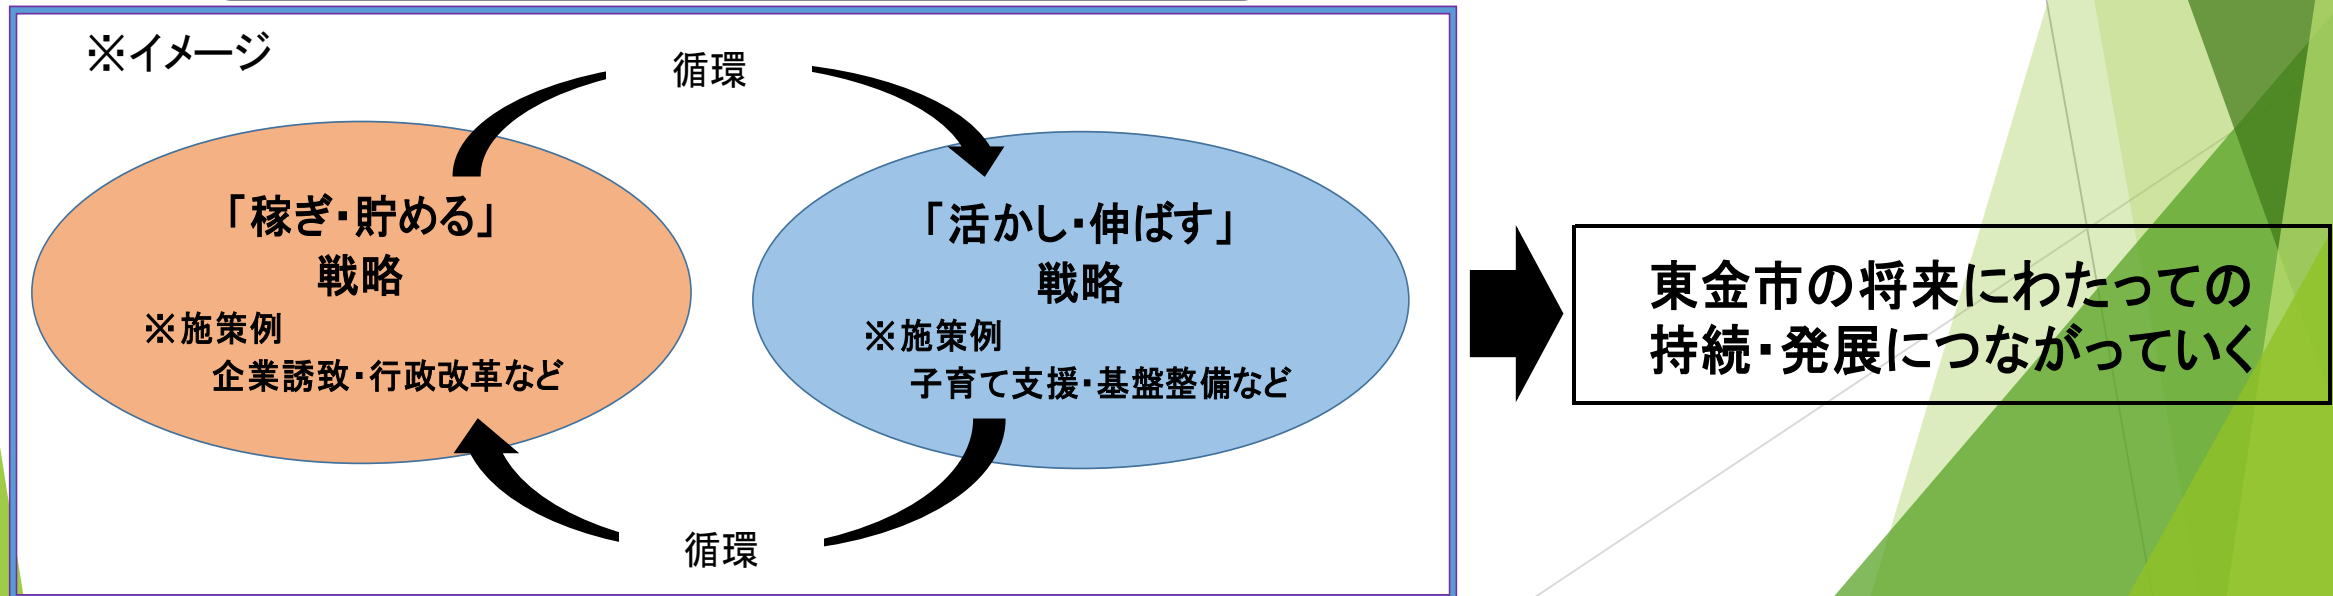 ※イメージ
循環
「稼ぎ・貯める」
戦略
※施策例
企業誘致・行政改革など
「活かし・伸ばす」
戦略
※施策例
子育て支援・基盤整備など
循環
東金市の将来にわたっての
持続・発展につながっていく